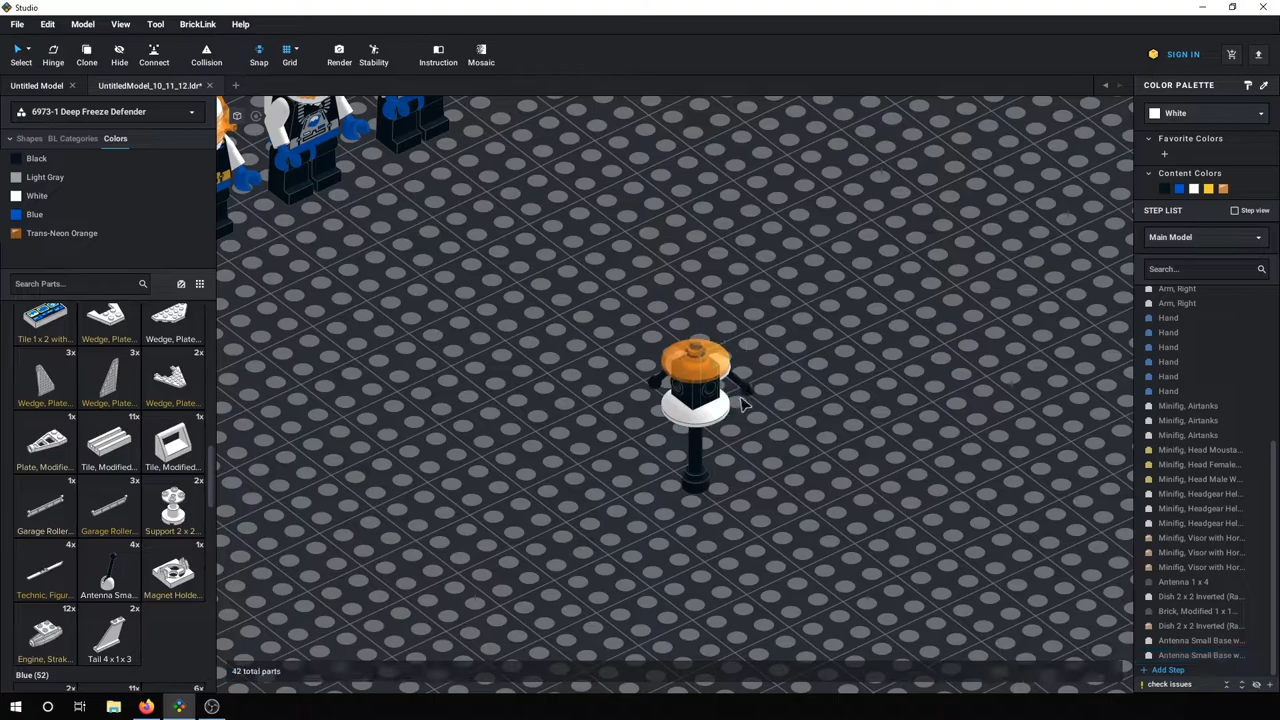 Studio
File Edit Model View Tool BrickLink Help
Select Hinge Clone Hide Connect Collision Snap Grid Render Stability Instruction Mosaic SIGN IN
Untitled Model UntitledModel_10_11_12.ldr*
6973-1 Deep Freeze Defender
Shapes BL Categories Colors
Black
Light Gray
White
Blue
Trans-Neon Orange
Search Parts...
Tile 1 x 2 with... Wedge, Plate... Wedge, Plate...
3x 3x 2x
Wedge, Plate... Wedge, Plate... Wedge, Plate...
1x 11x 1x
Plate, Modifie... Tile, Modified... Tile, Modified...
1x 3x 2x
Garage Roller... Garage Roller... Support 2 x 2...
4x 4x 1x
Technic, Figur... Antenna Sma... Magnet Holde...
12x 2x
Engine, Strak... Tail 4 x 1 x 3
Blue (52)
2x 11x 6x
42 total parts
COLOR PALETTE
White
Favorite Colors
Content Colors
STEP LIST Step view
Main Model
Search...
Arm, Right
Arm, Right
Hand
Hand
Hand
Hand
Hand
Hand
Minifig, Airtanks
Minifig, Airtanks
Minifig, Airtanks
Minifig, Head Mousta...
Minifig, Head Female...
Minifig, Head Male W...
Minifig, Headgear Hel...
Minifig, Headgear Hel...
Minifig, Headgear Hel...
Minifig, Visor with Hor...
Minifig, Visor with Hor...
Minifig, Visor with Hor...
Antenna 1 x 4
Dish 2 x 2 Inverted (Ra...
Brick, Modified 1 x 1...
Dish 2 x 2 Inverted (Ra...
Antenna Small Base w...
Antenna Small Base w...
+ Add Step
check issues